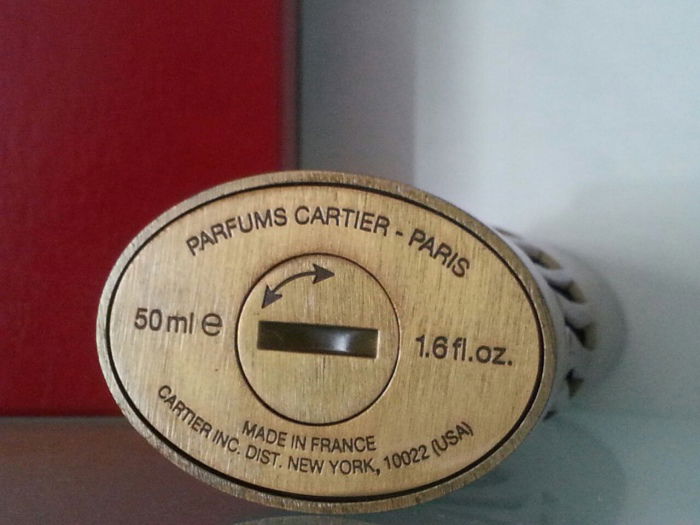 PARFUMS CARTIER - PARIS
50 ml ℮
1.6 fl.oz.
MADE IN FRANCE
CARTIER INC. DIST. NEW YORK, 10022 (USA)